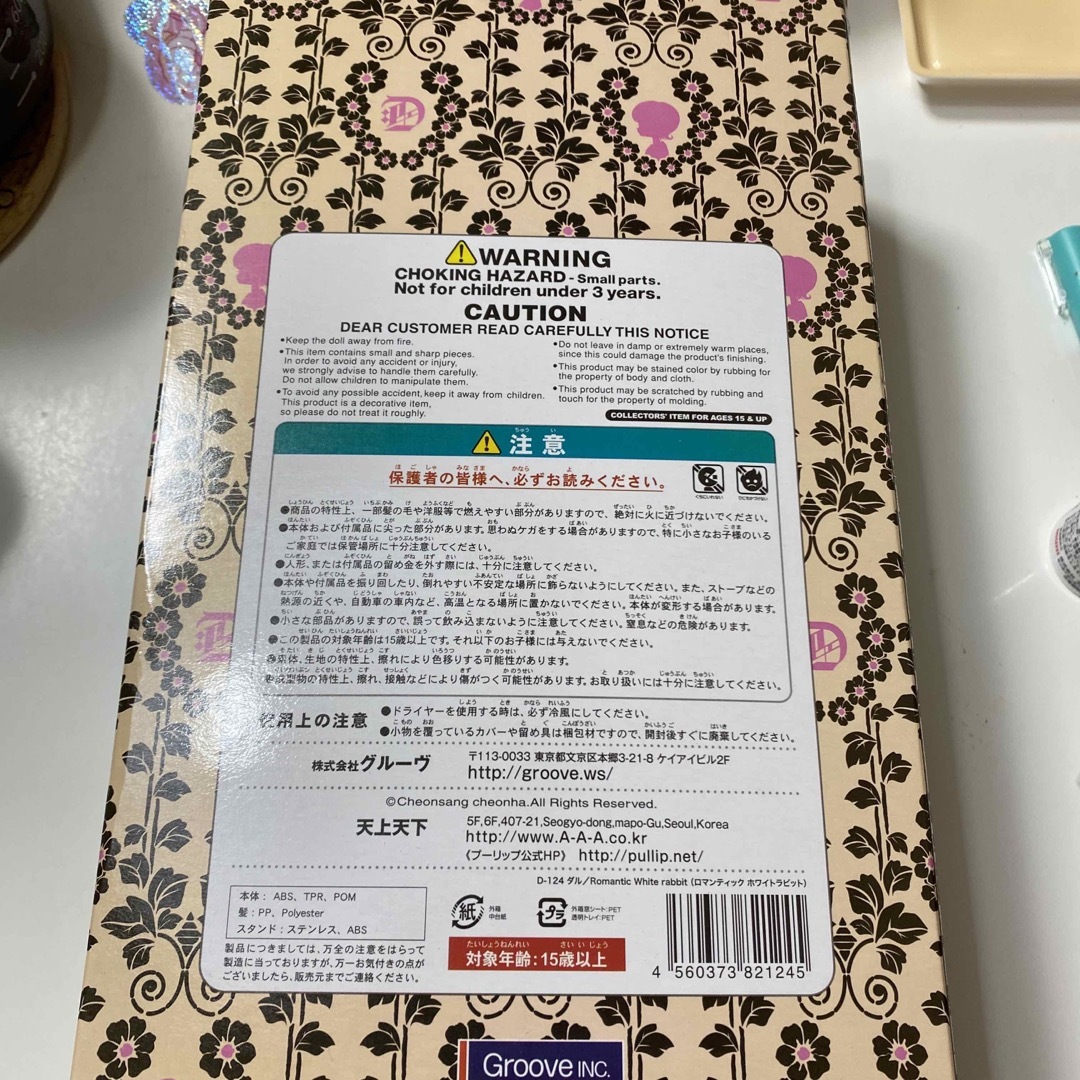 WARNING
CHOKING HAZARD - Small parts.
Not for children under 3 years.
CAUTION
DEAR CUSTOMER READ CAREFULLY THIS NOTICE
•Keep the doll away from fire.
•This item contains small and sharp pieces.
In order to avoid any accident or injury,
we strongly advise to handle them carefully.
Do not allow children to manipulate them.
•To avoid any possible accident, keep it away from children.
This product is a decorative item,
so please do not treat it roughly.
•Do not leave in damp or extremely warm places,
since this could damage the product's finishing.
•This product may be stained color by rubbing for
the property of body and cloth.
•This product may be scratched by rubbing and
touch for the property of molding.
COLLECTORS' ITEM FOR AGES 15 & UP
注意
保護者の皆様へ、必ずお読みください。
●商品の特性上、一部髪の毛や洋服等で燃えやすい部分がありますので、絶対に火に近づけないでください。
●本体および付属品に尖った部分があります。思わぬケガをする場合がありますので、特に小さなお子様のいる
ご家庭では保管場所に十分注意してください。
●人形、または付属品の留め金を外す際には、十分に注意してください。
●本体や付属品を振り回したり、倒れやすい不安定な場所に飾らないようにしてください。また、ストーブなどの
熱源の近くや、自動車の車内など、高温となる場所に置かないでください。本体が変形する場合があります。
●小さな部品がありますので、誤って飲み込まないように注意してください。窒息などの危険があります。
●この製品の対象年齢は15歳以上です。それ以下のお子様には与えないでください。
●素体、生地の特性上、擦れにより色移りする可能性があります。
●成型物の特性上、擦れ、接触などにより傷がつく可能性があります。お取り扱いには十分に注意してください。
使用上の注意
●ドライヤーを使用する時は、必ず冷風にしてください。
●小物を覆っているカバーや留め具は梱包材ですので、開封後すぐに廃棄してください。
株式会社グルーヴ
〒113-0033 東京都文京区本郷3-21-8 ケイアイビル2F
http://groove.ws/
©Cheonsang cheonha.All Rights Reserved.
天上天下
5F,6F,407-21,Seogyo-dong,mapo-Gu,Seoul,Korea
http://www.A-A-A.co.kr
《プーリップ公式HP》 http://pullip.net/
D-124 ダル/Romantic White rabbit (ロマンティック ホワイトラビット)
本体： ABS、TPR、POM
髪：PP、Polyester
スタンド：ステンレス、ABS
製品につきましては、万全の注意をはらって
製造に当っておりますが、万一お気付きの点が
ございましたら、販売元までご連絡ください。
紙
外箱
中台紙
プラ
外箱窓シート:PET
透明トレイ:PET
対象年齢：15歳以上
4 560373 821245
Groove INC.